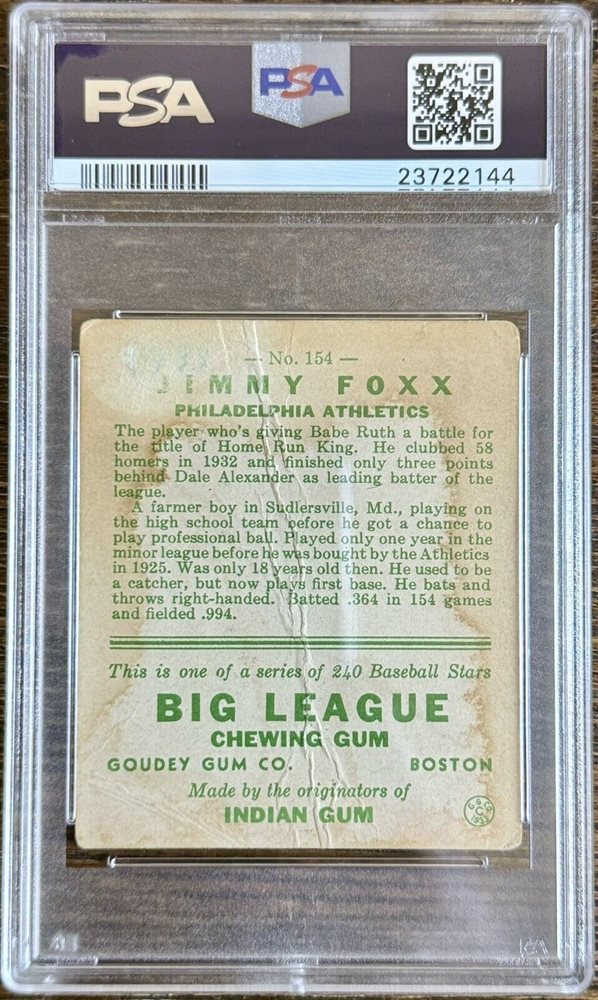 PSA
PSA
23722144
— No. 154 —
JIMMY FOXX
PHILADELPHIA ATHLETICS
The player who's giving Babe Ruth a battle for
the title of Home Run King. He clubbed 58
homers in 1932 and finished only three points
behind Dale Alexander as leading batter of the
league.
A farmer boy in Sudlersville, Md., playing on
the high school team before he got a chance to
play professional ball. Played only one year in the
minor league before he was bought by the Athletics
in 1925. Was only 18 years old then. He used to be
a catcher, but now plays first base. He bats and
throws right-handed. Batted .364 in 154 games
and fielded .994.
This is one of a series of 240 Baseball Stars
BIG LEAGUE
CHEWING GUM
GOUDEY GUM CO. BOSTON
Made by the originators of
INDIAN GUM